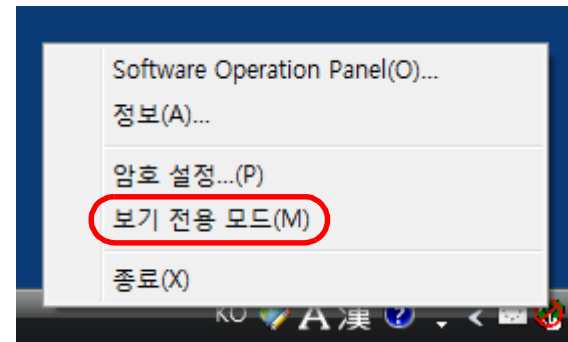 Software Operation Panel(O)...
정보(A)...
암호 설정...(P)
보기 전용 모드(M)
종료(X)
KO A 漢 ? <